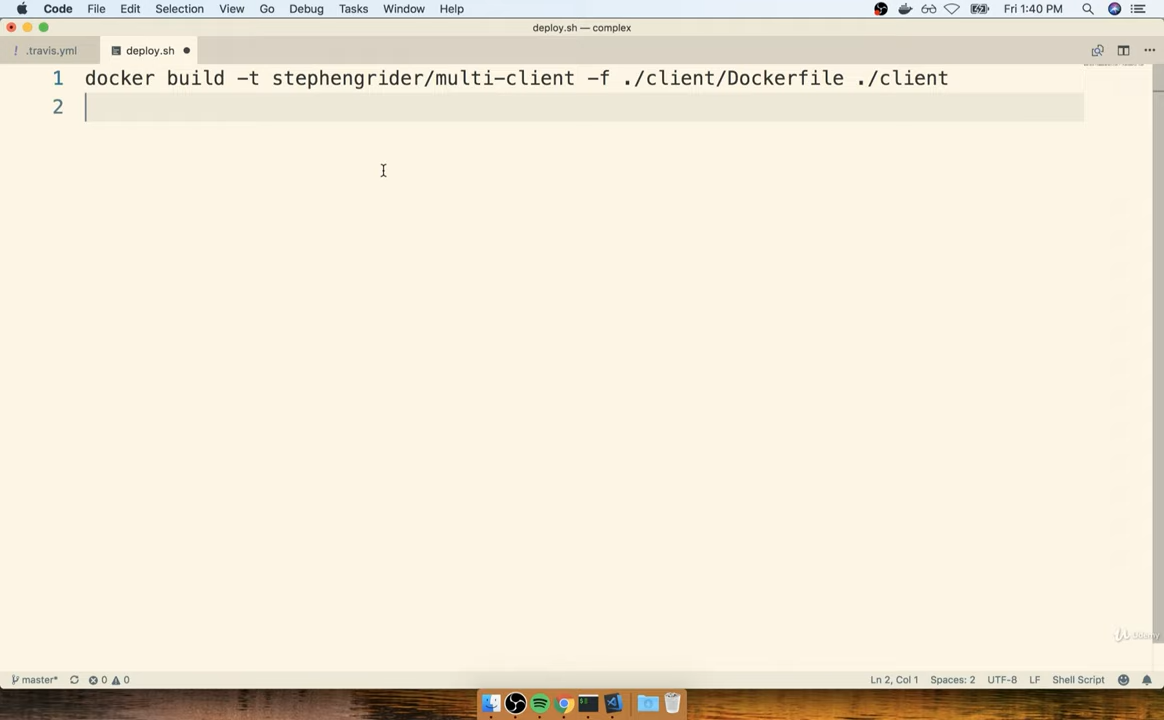 Code File Edit Selection View Go Debug Tasks Window Help Fri 1:40 PM
deploy.sh — complex
! .travis.yml deploy.sh
1 docker build -t stephengrider/multi-client -f ./client/Dockerfile ./client
2
Udemy
master* 0 0 Ln 2, Col 1 Spaces: 2 UTF-8 LF Shell Script